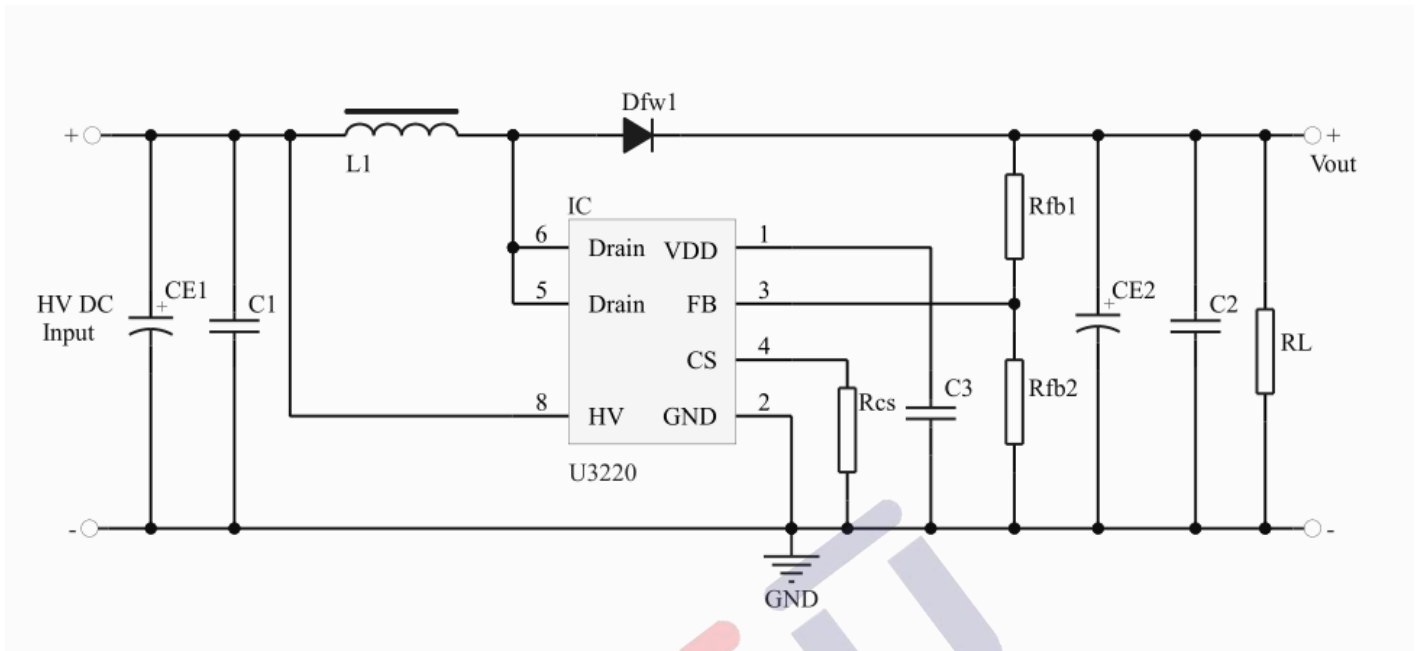 Dfw1
+
L1
+
Vout
IC
6
Drain
VDD
1
Rfb1
HV DC
Input
+
CE1
C1
5
Drain
FB
3
+
CE2
C2
RL
CS
4
8
HV
GND
2
Rcs
C3
Rfb2
U3220
-
-
GND